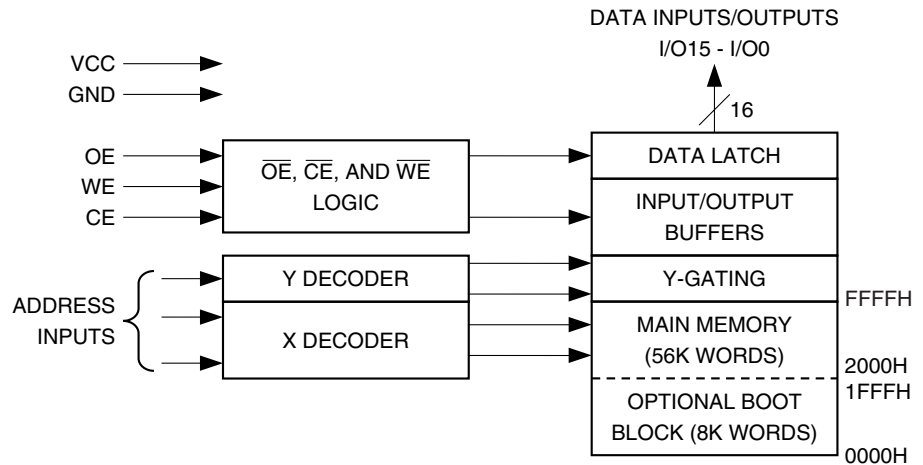 DATA INPUTS/OUTPUTS
I/O15 - I/O0
16
VCC
GND
OE
WE
CE
OE, CE, AND WE
LOGIC
DATA LATCH
INPUT/OUTPUT
BUFFERS
ADDRESS
INPUTS
Y DECODER
X DECODER
Y-GATING
FFFFH
MAIN MEMORY
(56K WORDS)
2000H
1FFFH
OPTIONAL BOOT
BLOCK (8K WORDS)
0000H